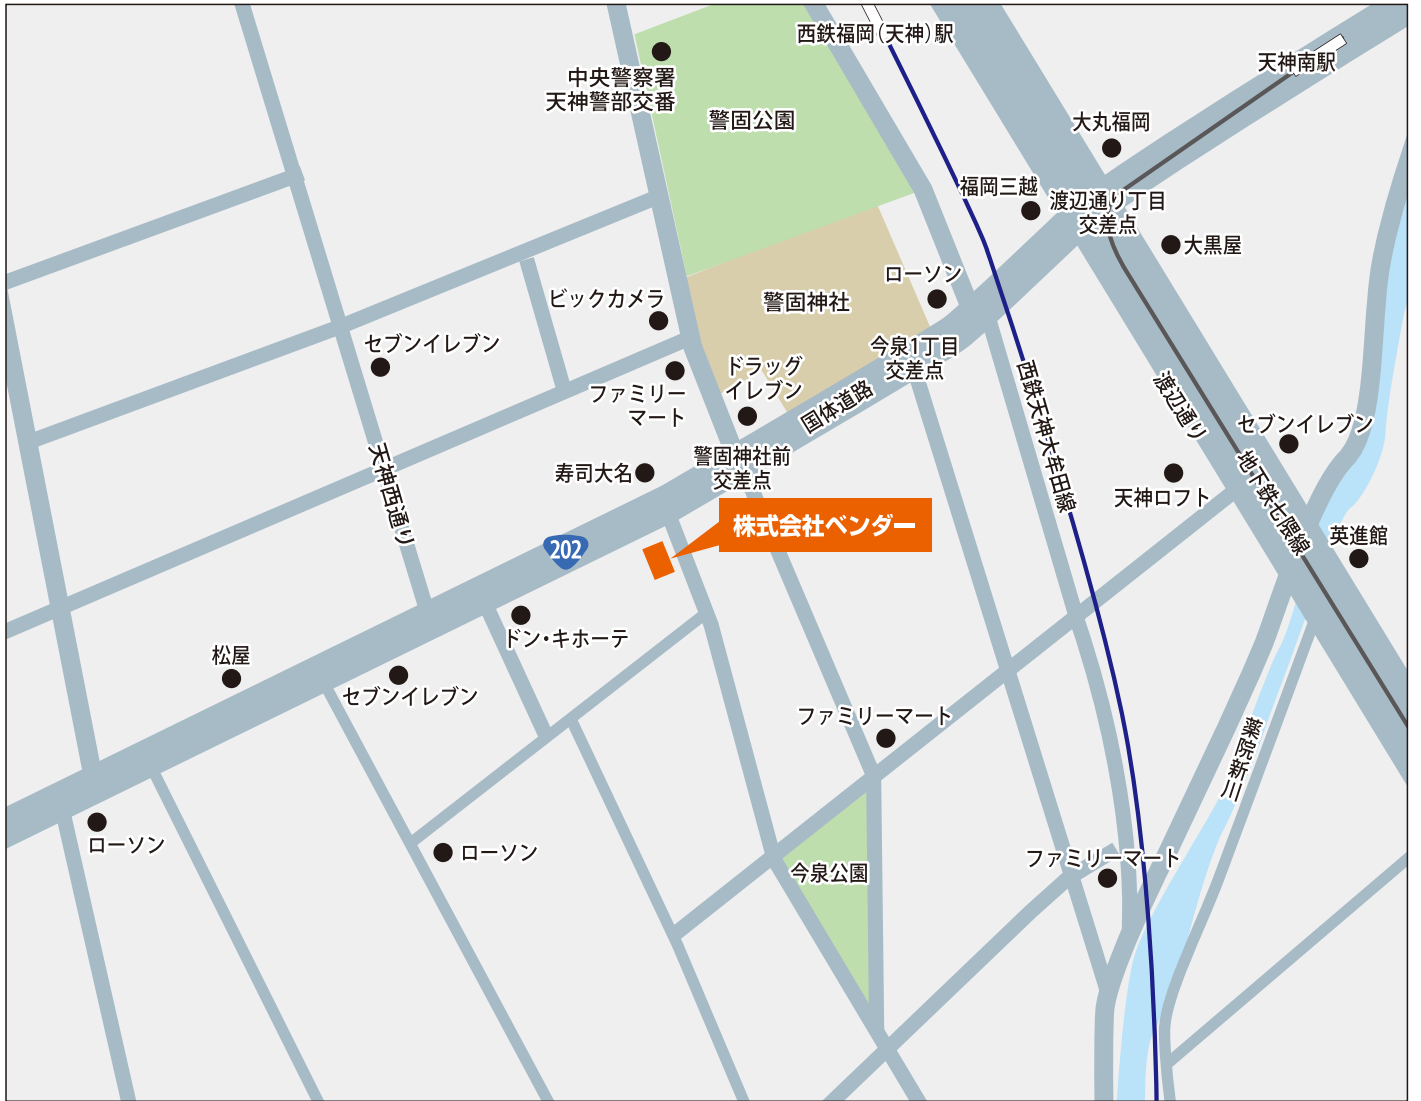 西鉄福岡（天神）駅
天神南駅
中央警察署
天神警部交番
警固公園
大丸福岡
福岡三越
渡辺通り丁目
交差点
大黒屋
ローソン
ビックカメラ
警固神社
セブンイレブン
今泉1丁目
交差点
ドラッグ
イレブン
ファミリー
マート
国体道路
西鉄天神大牟田線
渡辺通り
セブンイレブン
天神西通り
警固神社前
交差点
寿司大名
地下鉄七隈線
天神ロフト
株式会社ベンダー
英進館
202
ドン・キホーテ
松屋
セブンイレブン
ファミリーマート
薬院新川
ローソン
ローソン
今泉公園
ファミリーマート